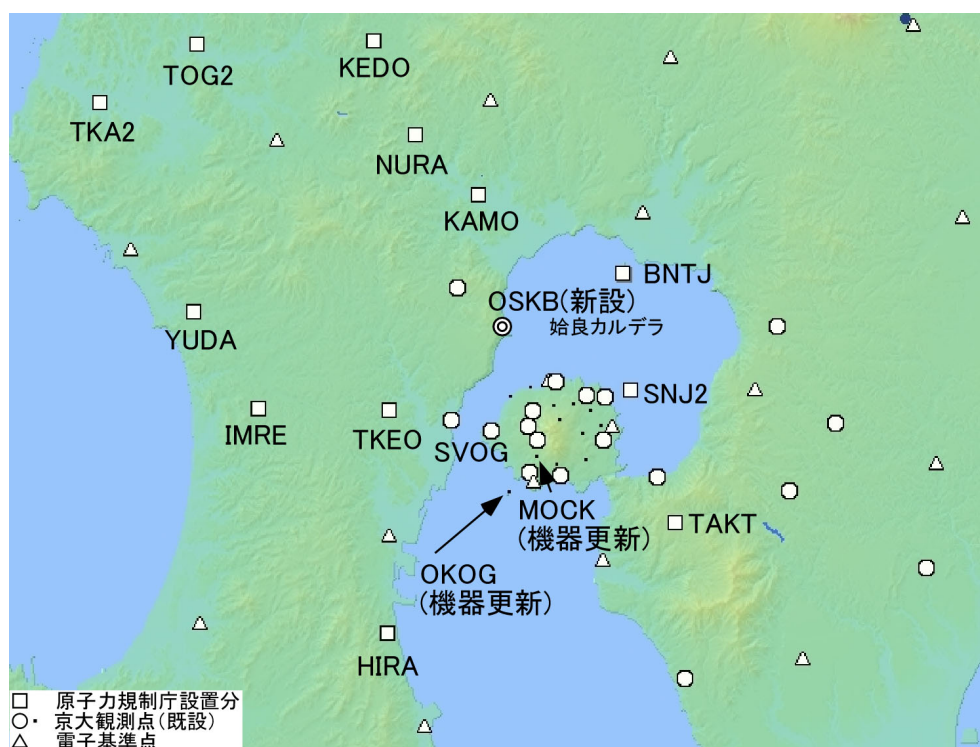 TOG2
KEDO
TKA2
NURA
KAMO
BNTJ
OSKB(新設)
姶良カルデラ
YUDA
SNJ2
IMRE
TKEO
SVOG
MOCK
(機器更新)
TAKT
OKOG
(機器更新)
HIRA
□ 原子力規制庁設置分
○・ 京大観測点(既設)
△ 電子基準点